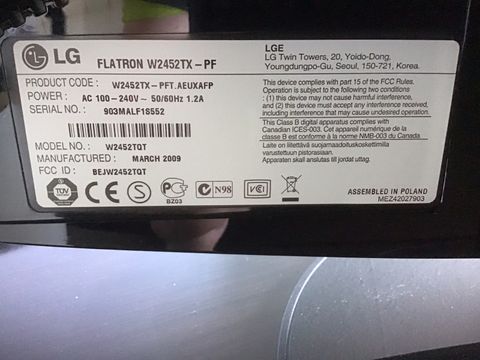 LG FLATRON W2452TX-PF
PRODUCT CODE : W2452TX-PFT.AEUXAFP
POWER : AC 100-240V~ 50/60Hz 1.2A
SERIAL NO. : 903MALF1S552
MODEL NO. : W2452TQT
MANUFACTURED : MARCH 2009
FCC ID : BEJW2452TQT
TÜV
CE
BZ03
N98
VCCI
LGE
LG Twin Towers, 20, Yoido-Dong,
Youngdungpo-Gu, Seoul, 150-721, Korea.
This device complies with part 15 of the FCC Rules.
Operation is subject to the following two conditions
: (1) this device may not cause harmful interference,
and (2) this device must accept any interference received,
including interference that may cause undesired operation.
This Class B digital apparatus complies with
Canadian ICES-003. Cet appareil numérique de la
classe B est conforme à la norme NMB-003 du Canada.
Laite on liitettävä suojamaadoituskoskettimilla
varustettuun pistorasiaan.
Apparaten skall anslutas till jordat uttag.
ASSEMBLED IN POLAND
MEZ42027903